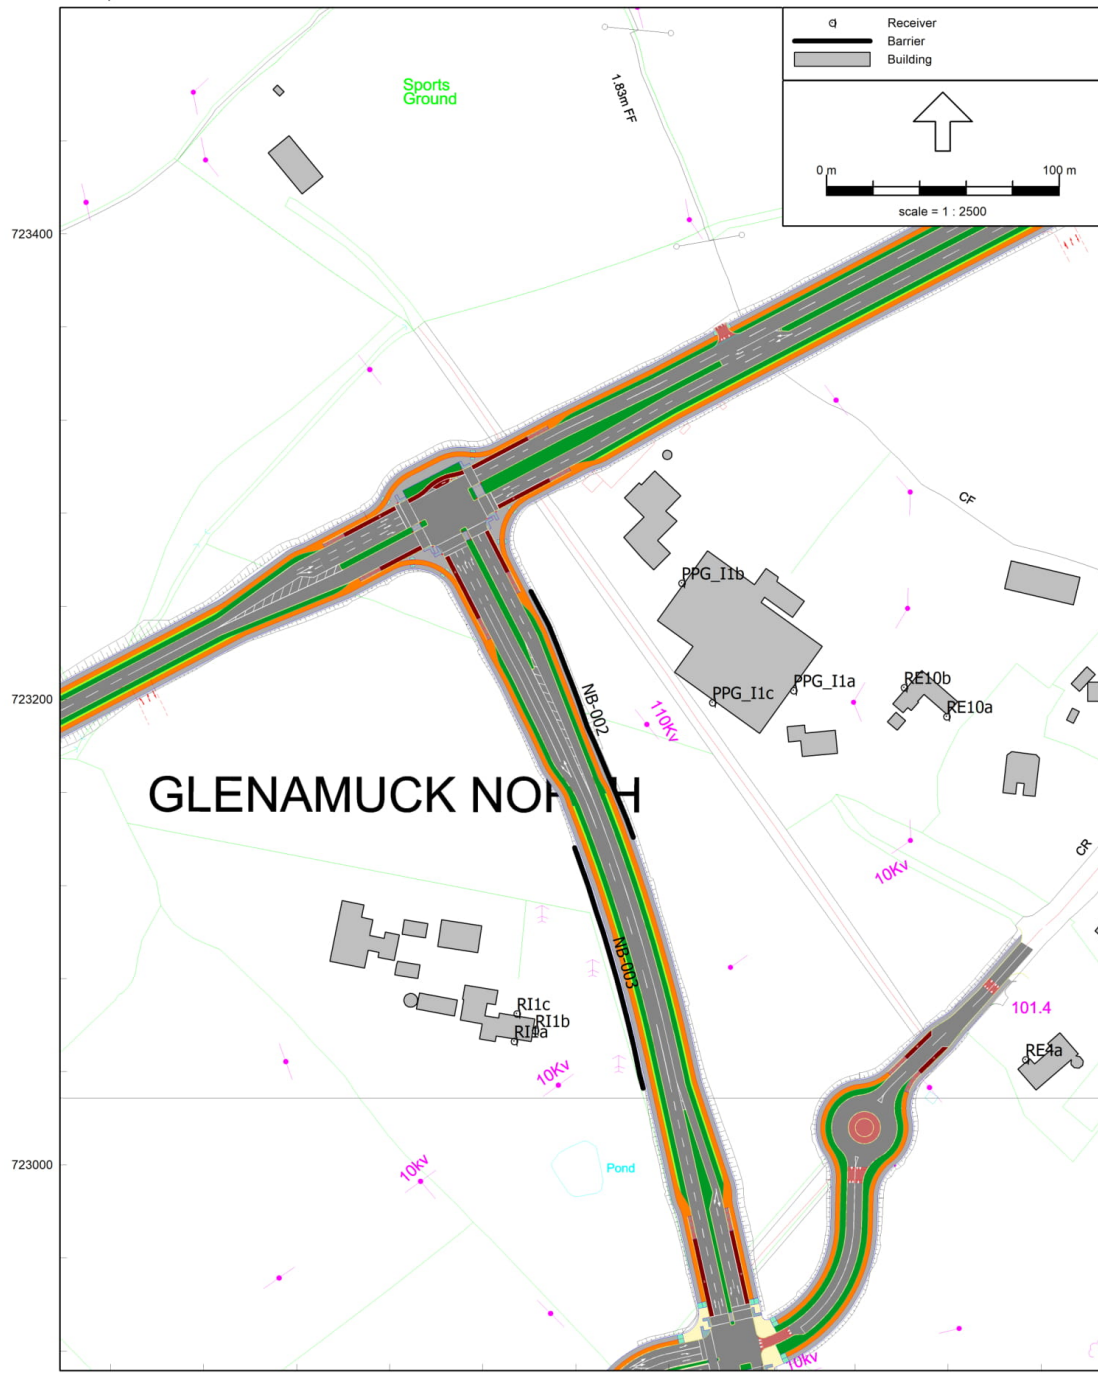 Receiver
Barrier
Building
0 m 100 m
scale = 1 : 2500
Sports
Ground
1.83m FF
723400
CF
PPG_I1b
PPG_I1a
PPG_I1c
RE10b
RE10a
723200
NB-002
110Kv
GLENAMUCK NO
H
10Kv
CR
NB-003
RI1c
RI1b
RI1a
101.4
RE4a
10Kv
723000
10kv
Pond
10kv